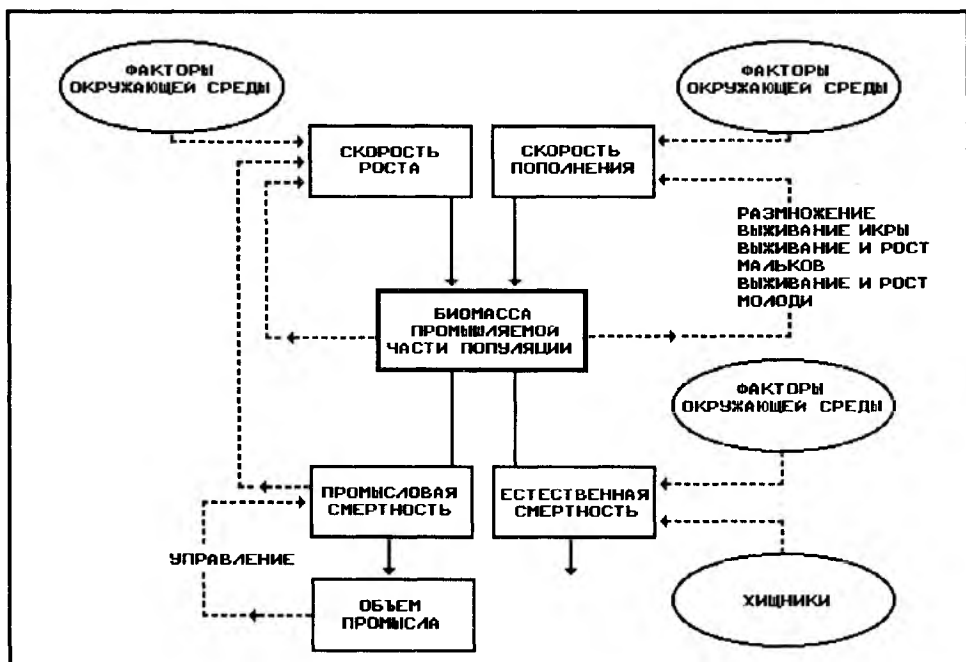 ФАКТОРЫ
ОКРУЖАЮЩЕЙ СРЕДЫ
ФАКТОРЫ
ОКРУЖАЮЩЕЙ СРЕДЫ
СКОРОСТЬ
РОСТА
СКОРОСТЬ
ПОПОЛНЕНИЯ
РАЗМНОЖЕНИЕ
ВЫЖИВАНИЕ ИКРЫ
ВЫЖИВАНИЕ И РОСТ
МАЛЬКОВ
ВЫЖИВАНИЕ И РОСТ
МОЛОДИ
БИОМАССА
ПРОМЫШЛЯЕМОЙ
ЧАСТИ ПОПУЛЯЦИИ
ФАКТОРЫ
ОКРУЖАЮЩЕЙ СРЕДЫ
ПРОМЫСЛОВАЯ
СМЕРТНОСТЬ
ЕСТЕСТВЕННАЯ
СМЕРТНОСТЬ
УПРАВЛЕНИЕ
ОБЪЕМ
ПРОМЫСЛА
ХИЩНИКИ